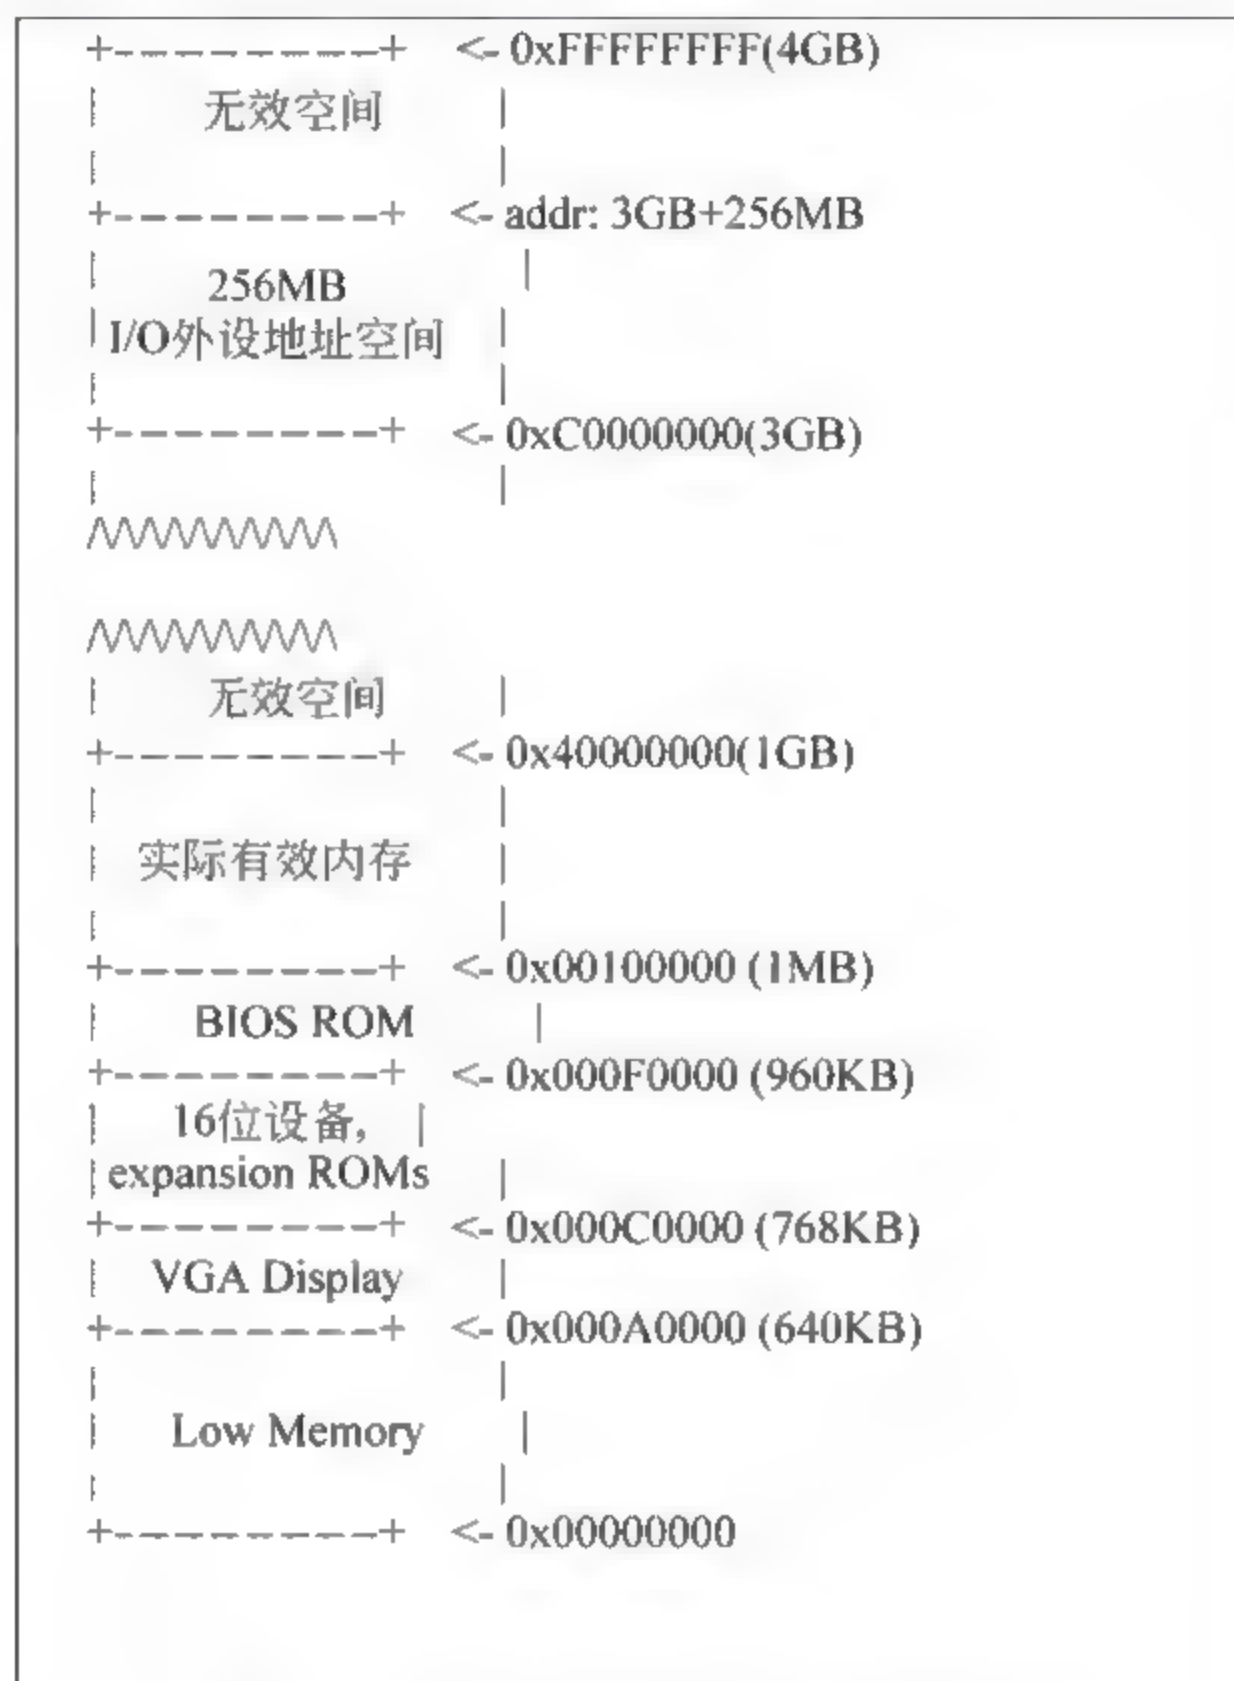 +---------+ <- 0xFFFFFFFF(4GB)
| 无效空间 |
| |
+---------+ <- addr: 3GB+256MB
| 256MB |
| I/O外设地址空间 |
| |
+---------+ <- 0xC0000000(3GB)
| |
/\/\/\/\/\/\/\/\/\/\
/\/\/\/\/\/\/\/\/\/\
| 无效空间 |
+---------+ <- 0x40000000(1GB)
| |
| 实际有效内存 |
| |
+---------+ <- 0x00100000 (1MB)
| BIOS ROM |
+---------+ <- 0x000F0000 (960KB)
| 16位设备, |
| expansion ROMs |
+---------+ <- 0x000C0000 (768KB)
| VGA Display |
+---------+ <- 0x000A0000 (640KB)
| |
| Low Memory |
| |
+---------+ <- 0x00000000